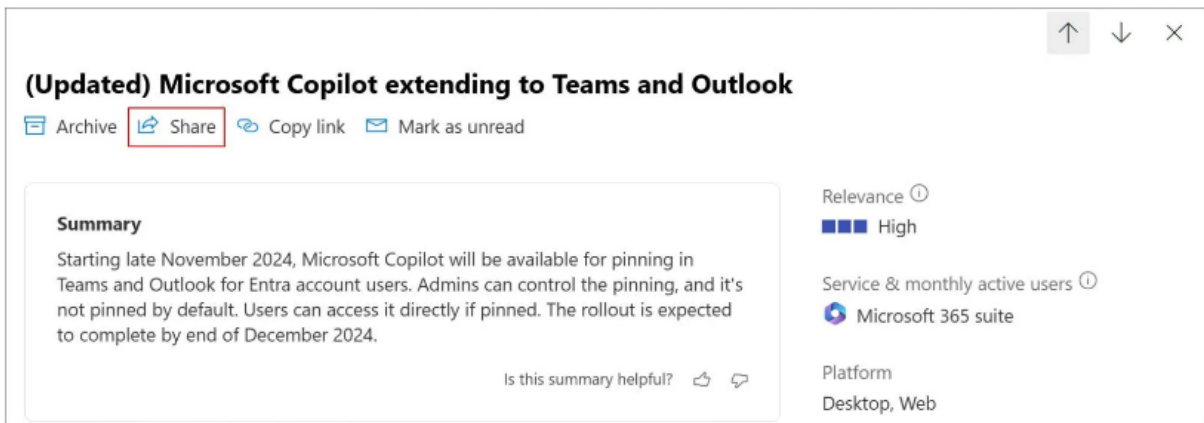 (Updated) Microsoft Copilot extending to Teams and Outlook
Archive Share Copy link Mark as unread
Summary
Starting late November 2024, Microsoft Copilot will be available for pinning in
Teams and Outlook for Entra account users. Admins can control the pinning, and it's
not pinned by default. Users can access it directly if pinned. The rollout is expected
to complete by end of December 2024.
Is this summary helpful?
Relevance
High
Service & monthly active users
Microsoft 365 suite
Platform
Desktop, Web